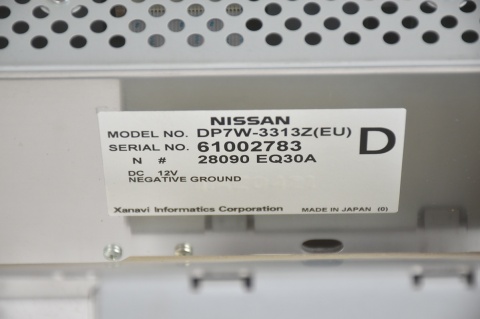 NISSAN
MODEL NO. DP7W-3313Z(EU)
SERIAL NO. 61002783
D
N # 28090 EQ30A
DC 12V
NEGATIVE GROUND
Xanavi Informatics Corporation MADE IN JAPAN (0)